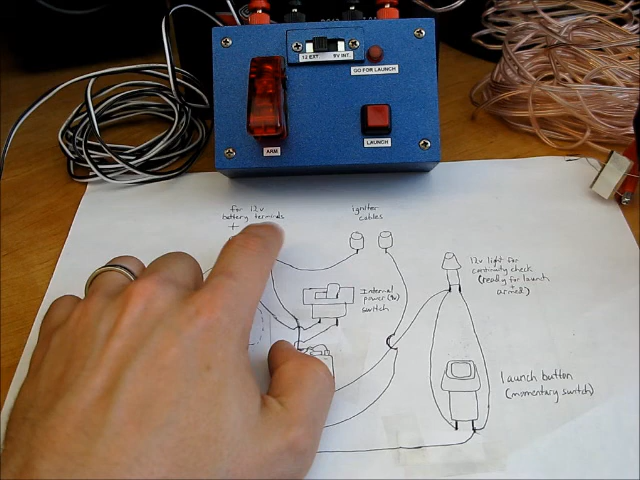 12 EXT. 9V INT.
GO FOR LAUNCH
ARM
LAUNCH
for 12v
battery terminals
+
igniter
cables
12v light for
continuity check
(ready for launch
+
armed)
Internal
power (9v)
switch
launch button
(momentary switch)